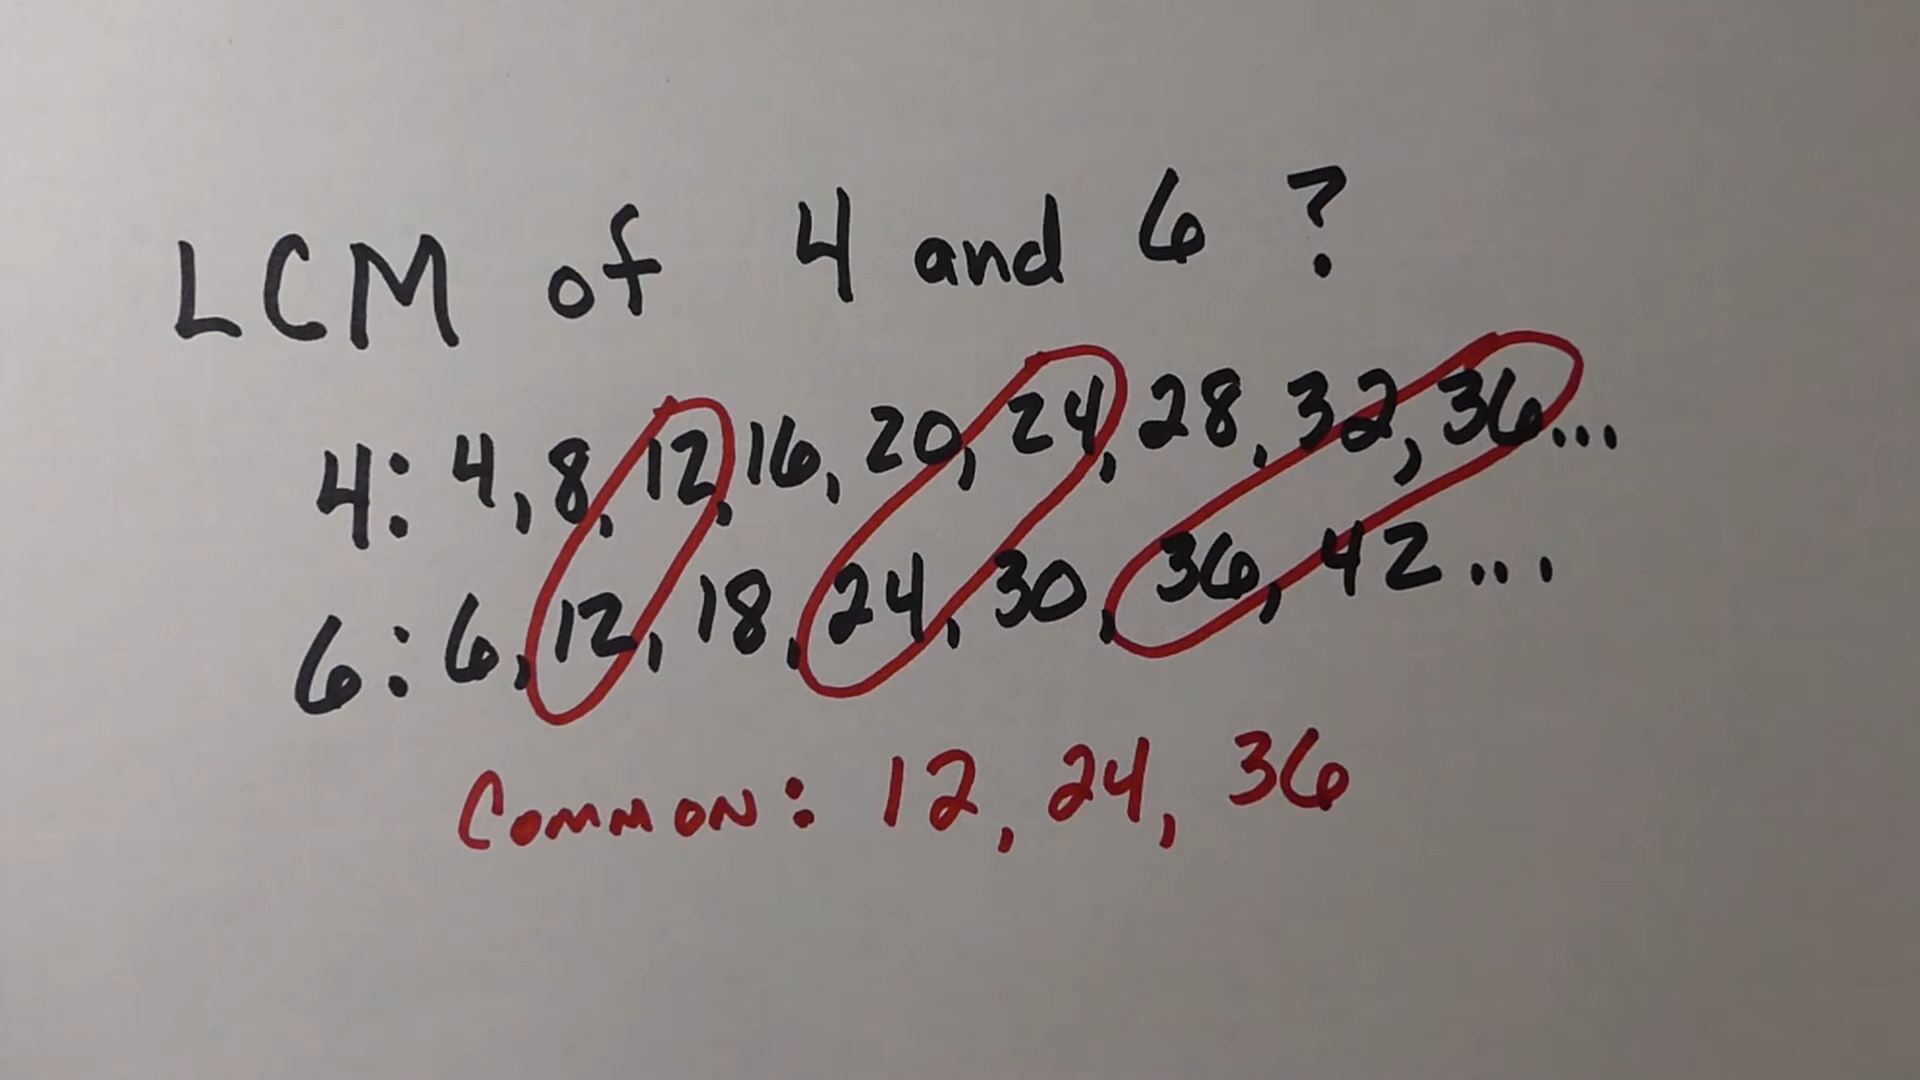 LCM of 4 and 6 ?
4: 4, 8, 12, 16, 20, 24, 28, 32, 36...
6: 6, 12, 18, 24, 30, 36, 42...
Common: 12, 24, 36